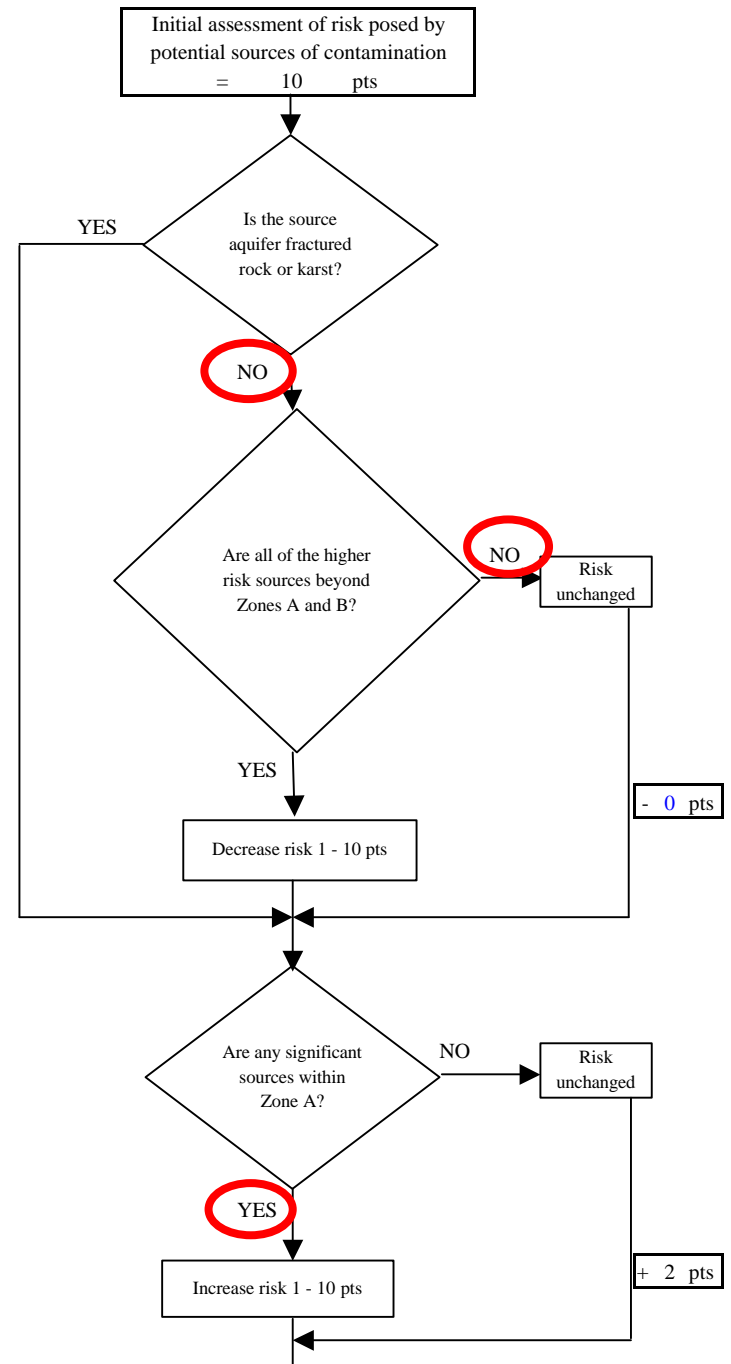 Initial assessment of risk posed by
potential sources of contamination
= 10 pts
YES
Is the source
aquifer fractured
rock or karst?
NO
Are all of the higher
risk sources beyond
Zones A and B?
NO
Risk
unchanged
YES
- 0 pts
Decrease risk 1 - 10 pts
Are any significant
sources within
Zone A?
NO
Risk
unchanged
YES
+ 2 pts
Increase risk 1 - 10 pts